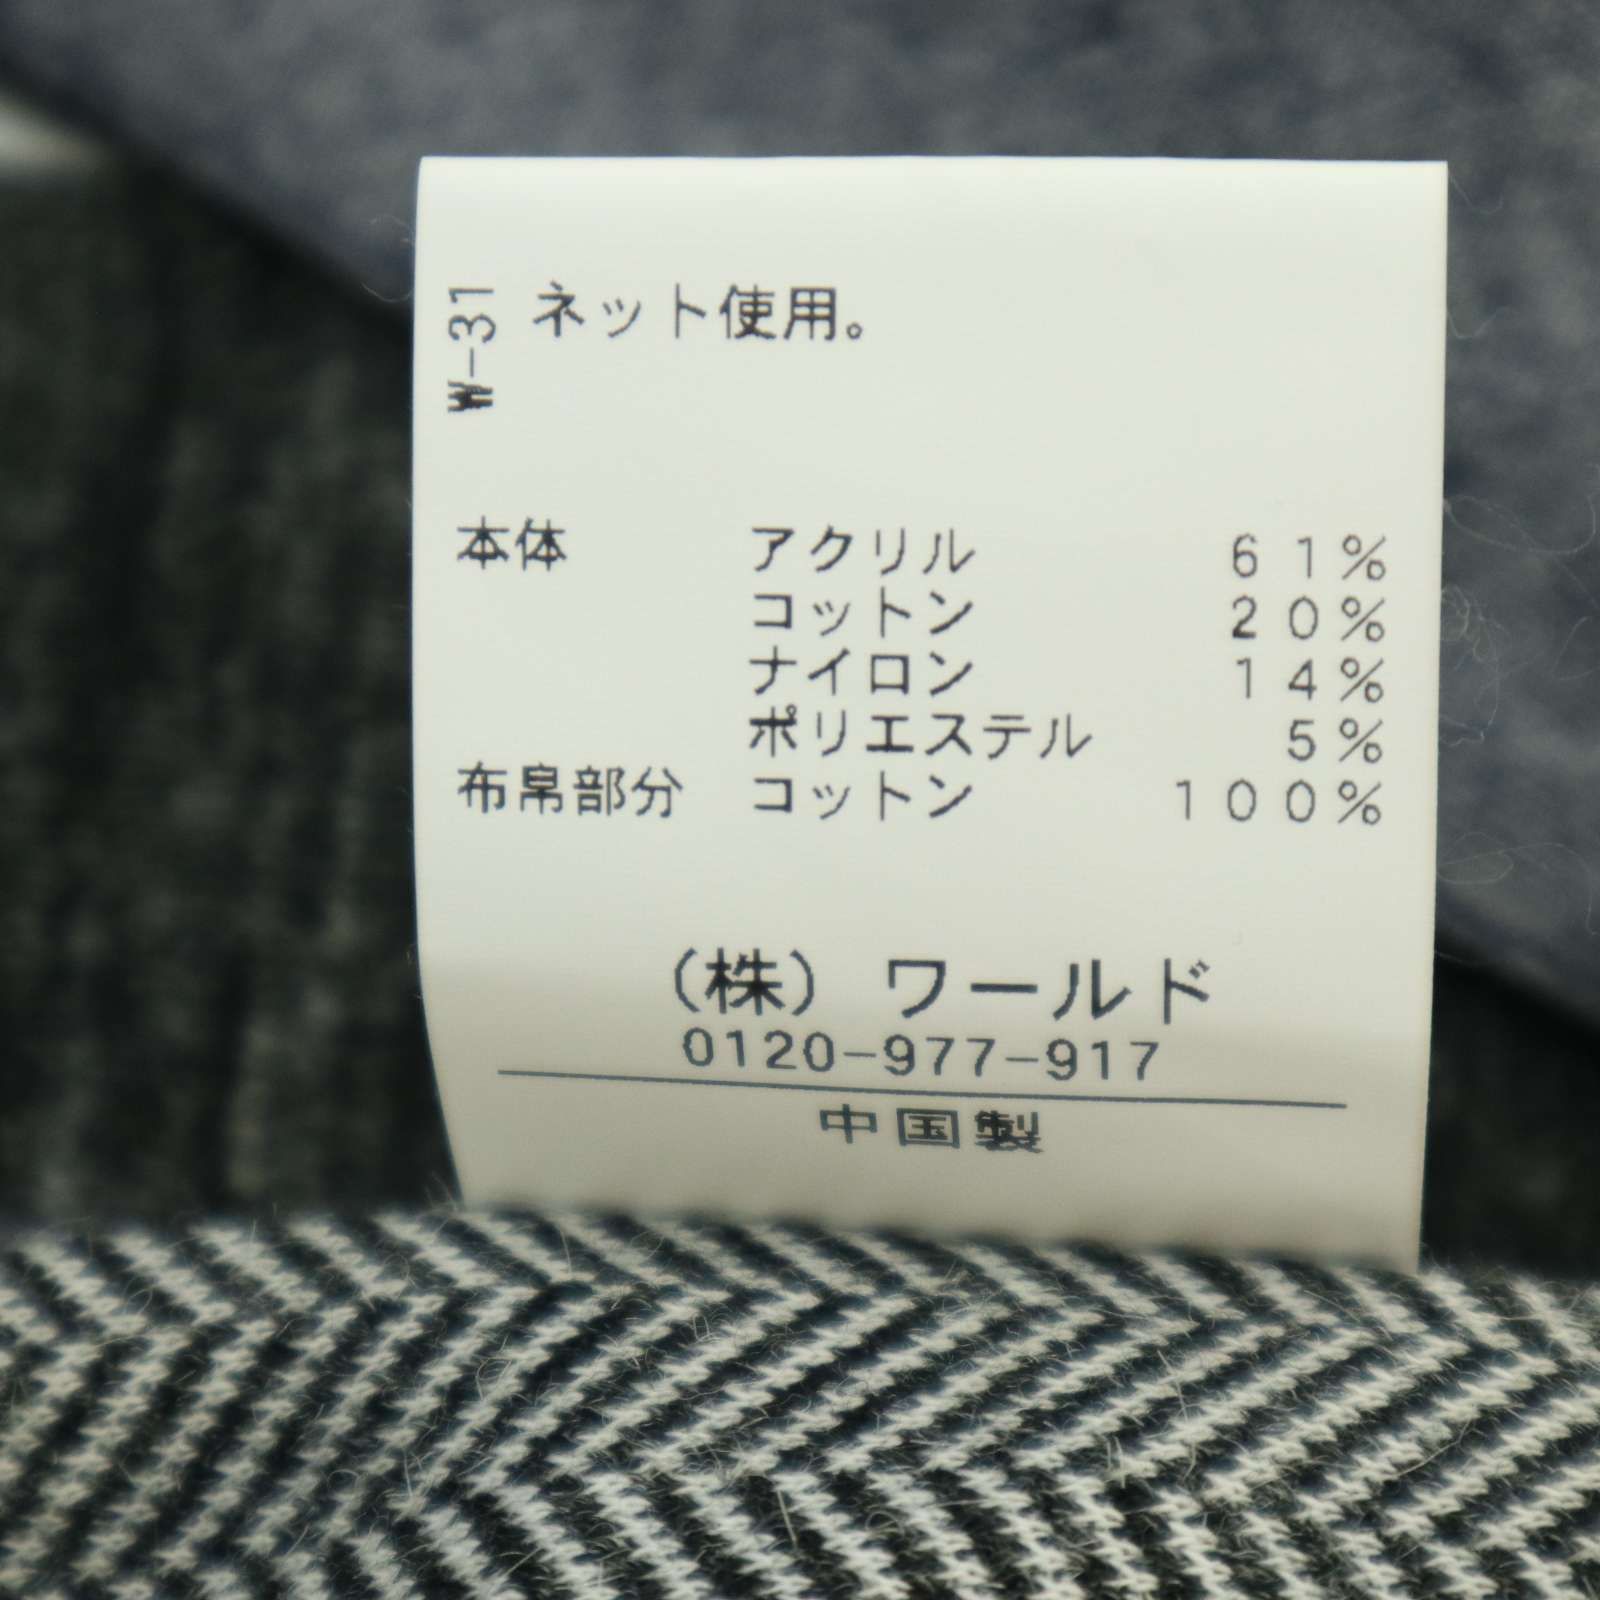 W-31
ネット使用。
本体 アクリル 61%
コットン 20%
ナイロン 14%
ポリエステル 5%
布帛部分 コットン 100%
(株) ワールド
0120-977-917
中国製